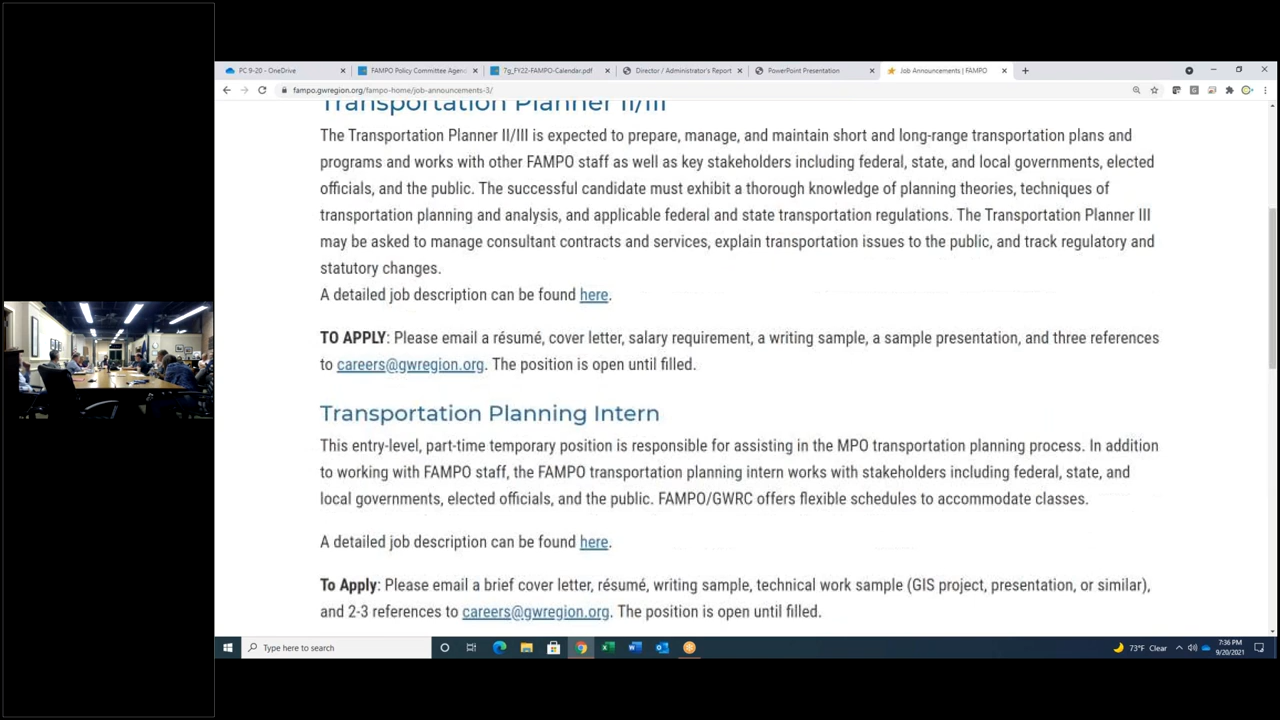 PC 9-20 - OneDrive
FAMPO Policy Committee Agen
7g_FY22-FAMPO-Calendar.pdf
Director / Administrator's Report
PowerPoint Presentation
Job Announcements | FAMPO
fampo.gwregion.org/fampo-home/job-announcements-3/
Transportation Planner II/III
The Transportation Planner II/III is expected to prepare, manage, and maintain short and long-range transportation plans and
programs and works with other FAMPO staff as well as key stakeholders including federal, state, and local governments, elected
officials, and the public. The successful candidate must exhibit a thorough knowledge of planning theories, techniques of
transportation planning and analysis, and applicable federal and state transportation regulations. The Transportation Planner III
may be asked to manage consultant contracts and services, explain transportation issues to the public, and track regulatory and
statutory changes.
A detailed job description can be found here.
TO APPLY: Please email a résumé, cover letter, salary requirement, a writing sample, a sample presentation, and three references
to careers@gwregion.org. The position is open until filled.
Transportation Planning Intern
This entry-level, part-time temporary position is responsible for assisting in the MPO transportation planning process. In addition
to working with FAMPO staff, the FAMPO transportation planning intern works with stakeholders including federal, state, and
local governments, elected officials, and the public. FAMPO/GWRC offers flexible schedules to accommodate classes.
A detailed job description can be found here.
To Apply: Please email a brief cover letter, résumé, writing sample, technical work sample (GIS project, presentation, or similar),
and 2-3 references to careers@gwregion.org. The position is open until filled.
Type here to search
73°F Clear
7:36 PM
9/20/2021